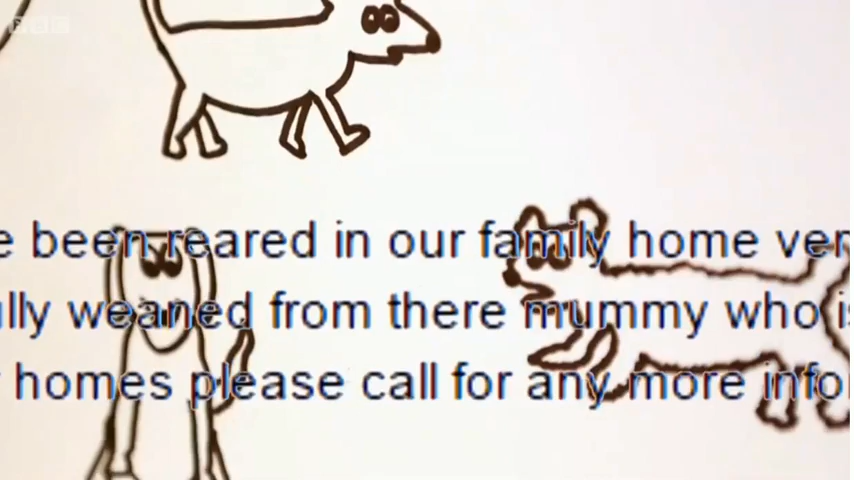 BBC
e been reared in our family home ver
ully weaned from there mummy who is
homes please call for any more info